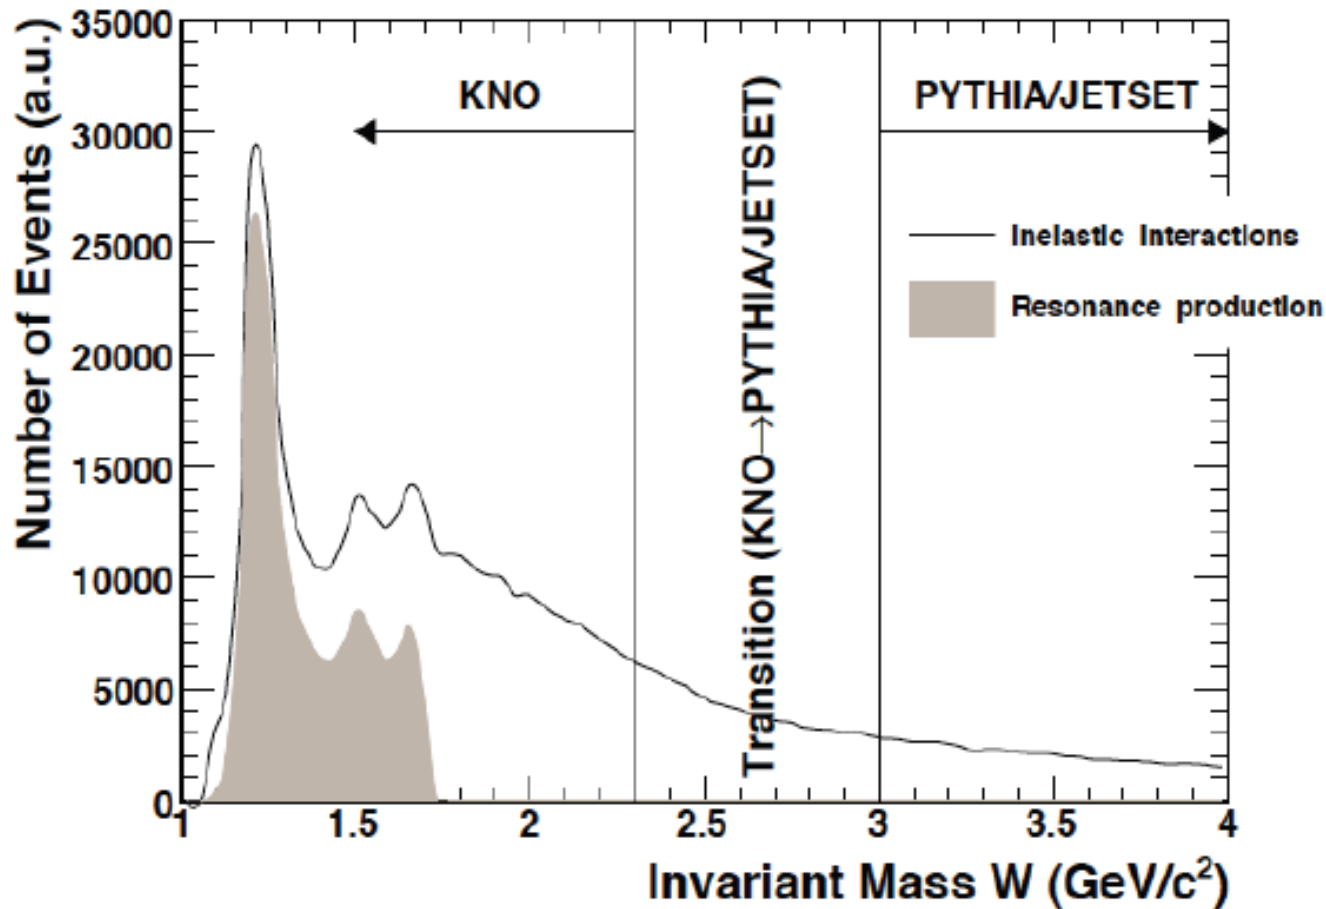 Number of Events (a.u.)
35000
30000
25000
20000
15000
10000
5000
0
KNO
Transition (KNO→PYTHIA/JETSET)
PYTHIA/JETSET
Inelastic Interactions
Resonance production
1 1.5 2 2.5 3 3.5 4
Invariant Mass W (GeV/c²)